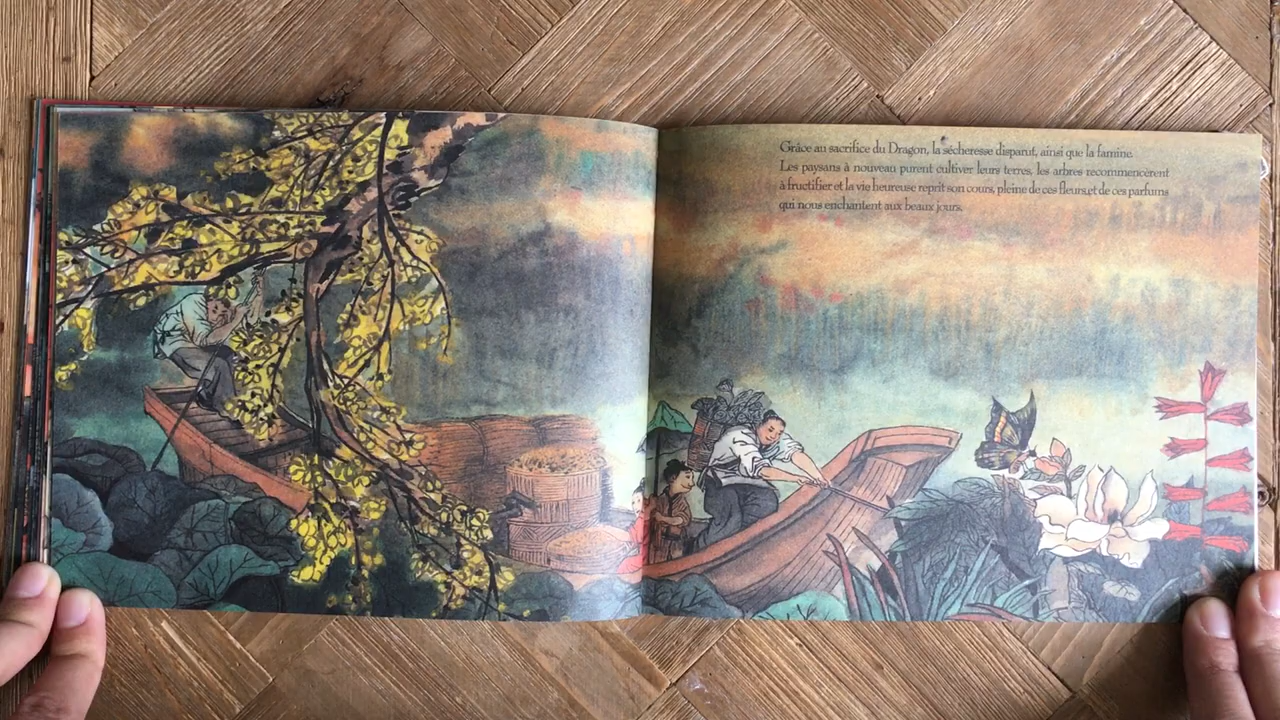 Grâce au sacrifice du Dragon, la sécheresse disparut, ainsi que la famine.
Les paysans à nouveau purent cultiver leurs terres, les arbres recommencèrent
à fructifier et la vie heureuse reprit son cours, pleine de ces fleurs et de ces parfums
qui nous enchantent aux beaux jours.